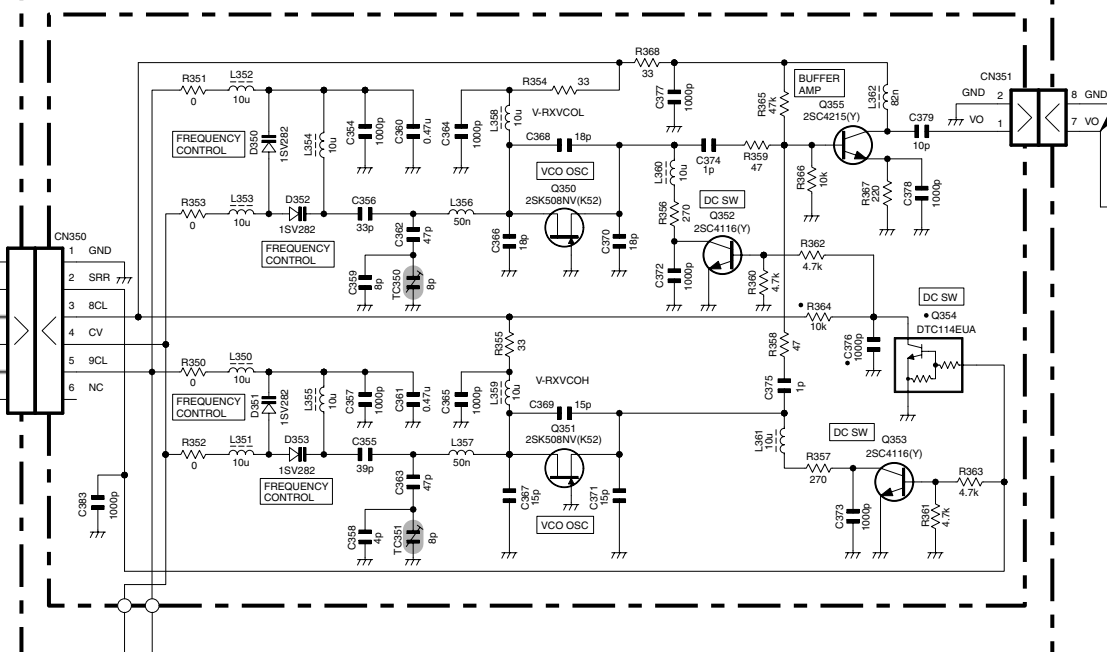 R351
0
L352
10u
FREQUENCY
CONTROL
D350
1SV282
L354
10u
C354
1000p
C360
0.47u
C364
1000p
R354
33
L358
10u
V-RXVCOL
R368
33
C377
1000p
R365
47k
BUFFER
AMP
Q355
2SC4215(Y)
L362
82n
CN351
GND
2
VO
1
8
GND
7
VO
C379
10p
C368
18p
VCO OSC
Q350
2SK508NV(K52)
L360
10u
C374
1p
R359
47
R366
10k
R367
220
C378
1000p
R353
0
L353
10u
D352
1SV282
FREQUENCY
CONTROL
C356
33p
C362
47p
L356
50n
C366
18p
C370
18p
R356
270
DC SW
Q352
2SC4116(Y)
C372
1000p
R360
4.7k
R362
4.7k
C359
8p
TC350
8p
CN350
1
GND
2
SRR
3
8CL
4
CV
5
9CL
6
NC
R364
10k
DC SW
Q354
DTC114EUA
C376
1000p
R355
33
R358
47
C375
1p
R350
0
L350
10u
FREQUENCY
CONTROL
D351
1SV282
L355
10u
C357
1000p
C361
0.47u
C365
1000p
L359
10u
V-RXVCOH
C369
15p
Q351
2SK508NV(K52)
R352
0
L351
10u
D353
1SV282
FREQUENCY
CONTROL
C355
39p
C363
47p
L357
50n
C367
15p
C371
15p
VCO OSC
L361
10u
R357
270
DC SW
Q353
2SC4116(Y)
C373
1000p
R361
4.7k
R363
4.7k
C383
1000p
C358
4p
TC351
8p